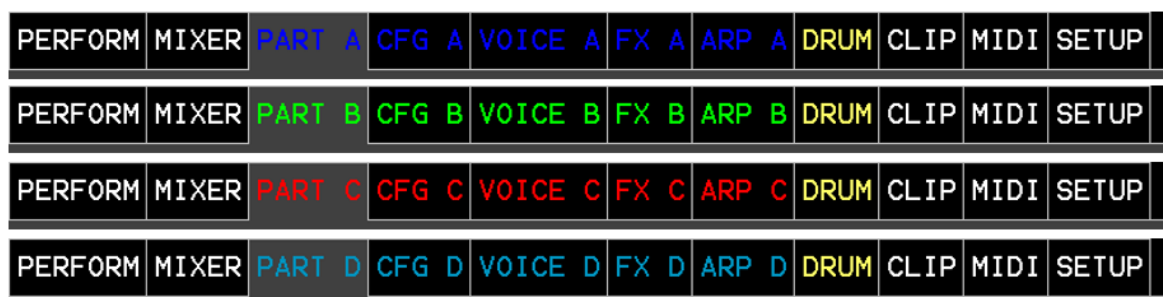 PERFORM MIXER PART A CFG A VOICE A FX A ARP A DRUM CLIP MIDI SETUP
PERFORM MIXER PART B CFG B VOICE B FX B ARP B DRUM CLIP MIDI SETUP
PERFORM MIXER PART C CFG C VOICE C FX C ARP C DRUM CLIP MIDI SETUP
PERFORM MIXER PART D CFG D VOICE D FX D ARP D DRUM CLIP MIDI SETUP